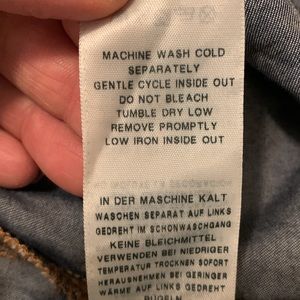 MACHINE WASH COLD
SEPARATELY
GENTLE CYCLE INSIDE OUT
DO NOT BLEACH
TUMBLE DRY LOW
REMOVE PROMPTLY
LOW IRON INSIDE OUT
IN DER MASCHINE KALT
WASCHEN SEPARAT AUF LINKS
GEDREHT IM SCHONWASCHGANG
KEINE BLEICHMITTEL
VERWENDEN BEI NIEDRIGER
TEMPERATUR TROCKNEN SOFORT
HERAUSNEHMEN BEI GERINGER
WÄRME AUF LINKS GEDREHT
BÜGELN